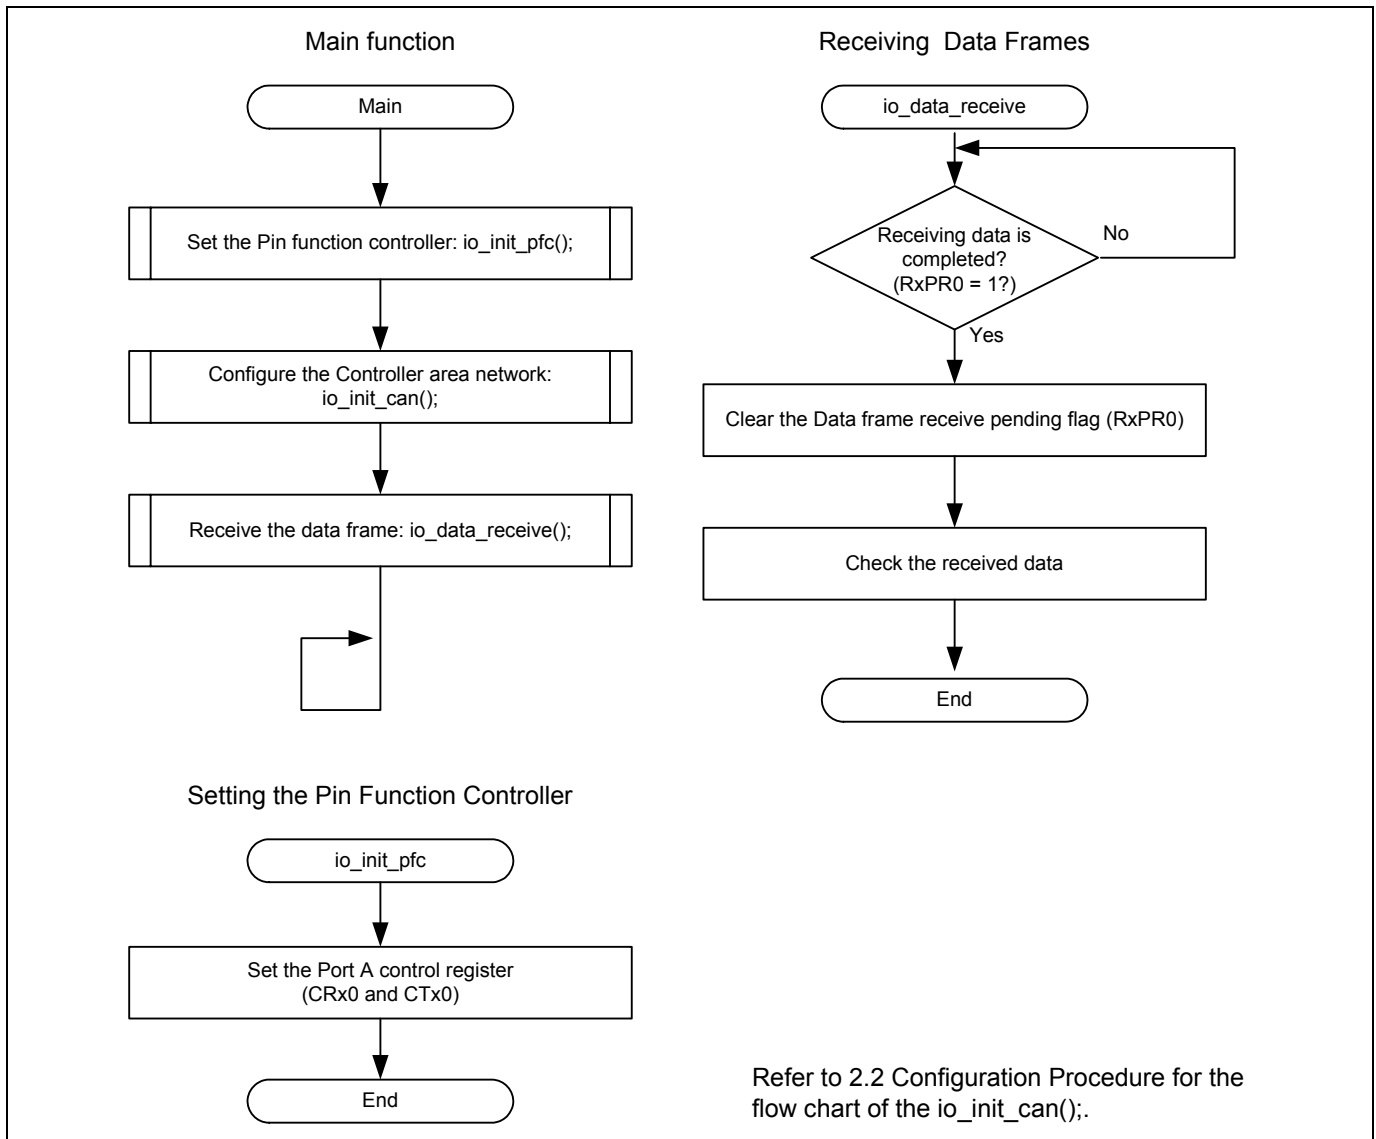 Main function
Main
Set the Pin function controller: io_init_pfc();
Configure the Controller area network:
io_init_can();
Receive the data frame: io_data_receive();
Receiving Data Frames
io_data_receive
Receiving data is
completed?
(RxPR0 = 1?)
No
Yes
Clear the Data frame receive pending flag (RxPR0)
Check the received data
End
Setting the Pin Function Controller
io_init_pfc
Set the Port A control register
(CRx0 and CTx0)
End
Refer to 2.2 Configuration Procedure for the
flow chart of the io_init_can();.